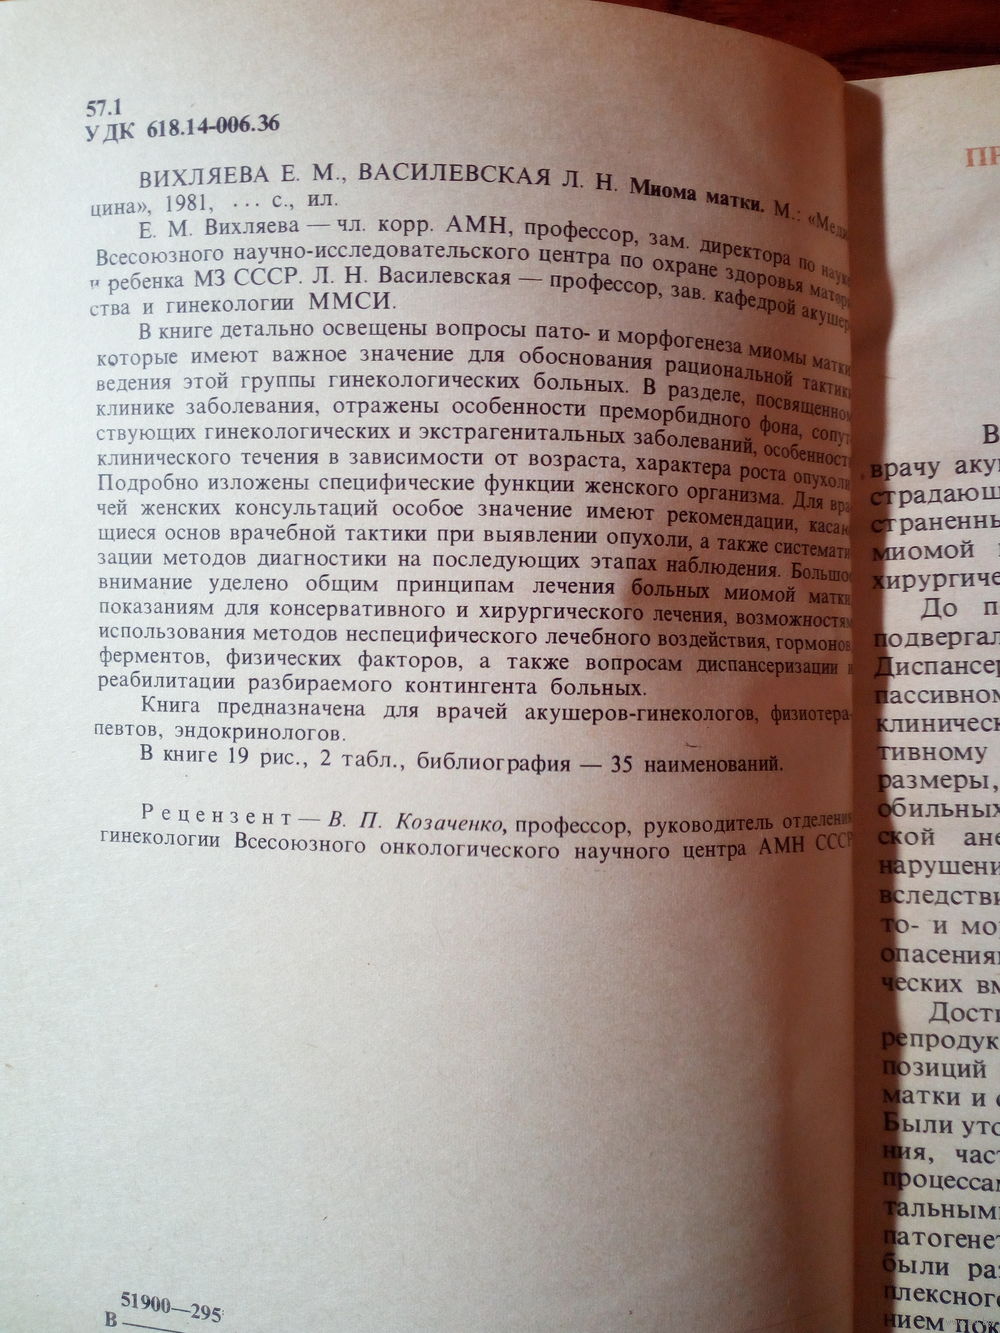 57.1
УДК 618.14-006.36
ВИХЛЯЕВА Е. М., ВАСИЛЕВСКАЯ Л. Н. Миома матки. М.: «Меди
цина», 1981, ... с., ил.
Е. М. Вихляева — чл. корр. АМН, профессор, зам. директора по науке
Всесоюзного научно-исследовательского центра по охране здоровья матери
и ребенка МЗ СССР. Л. Н. Василевская — профессор, зав. кафедрой акушер
ства и гинекологии ММСИ.
В книге детально освещены вопросы пато- и морфогенеза миомы матки
которые имеют важное значение для обоснования рациональной тактики
ведения этой группы гинекологических больных. В разделе, посвященном
клинике заболевания, отражены особенности преморбидного фона, сопут
ствующих гинекологических и экстрагенитальных заболеваний, особенности
клинического течения в зависимости от возраста, характера роста опухоли
Подробно изложены специфические функции женского организма. Для вра
чей женских консультаций особое значение имеют рекомендации, касаю
щиеся основ врачебной тактики при выявлении опухоли, а также системати
зации методов диагностики на последующих этапах наблюдения. Большое
внимание уделено общим принципам лечения больных миомой матки,
показаниям для консервативного и хирургического лечения, возможностям
использования методов неспецифического лечебного воздействия, гормонов,
ферментов, физических факторов, а также вопросам диспансеризации и
реабилитации разбираемого контингента больных.
Книга предназначена для врачей акушеров-гинекологов, физиотера-
певтов, эндокринологов.
В книге 19 рис., 2 табл., библиография — 35 наименований.
Рецензент — В. П. Козаченко, профессор, руководитель отделения
гинекологии Всесоюзного онкологического научного центра АМН СССР
51900—295
В
ПР
В
врачу аку
страдающ
страненны
миомой
хирургиче
До п
подвергал
Диспансер
пассивном
клиническ
тивному
размеры,
обильных
ской ане
нарушени
вследстви
то- и мор
опасения
ческих вм
Дости
репродук
позиций
матки и
Были уто
ния, част
процесса
тальными
патогенет
были раз
плексного
нием пок